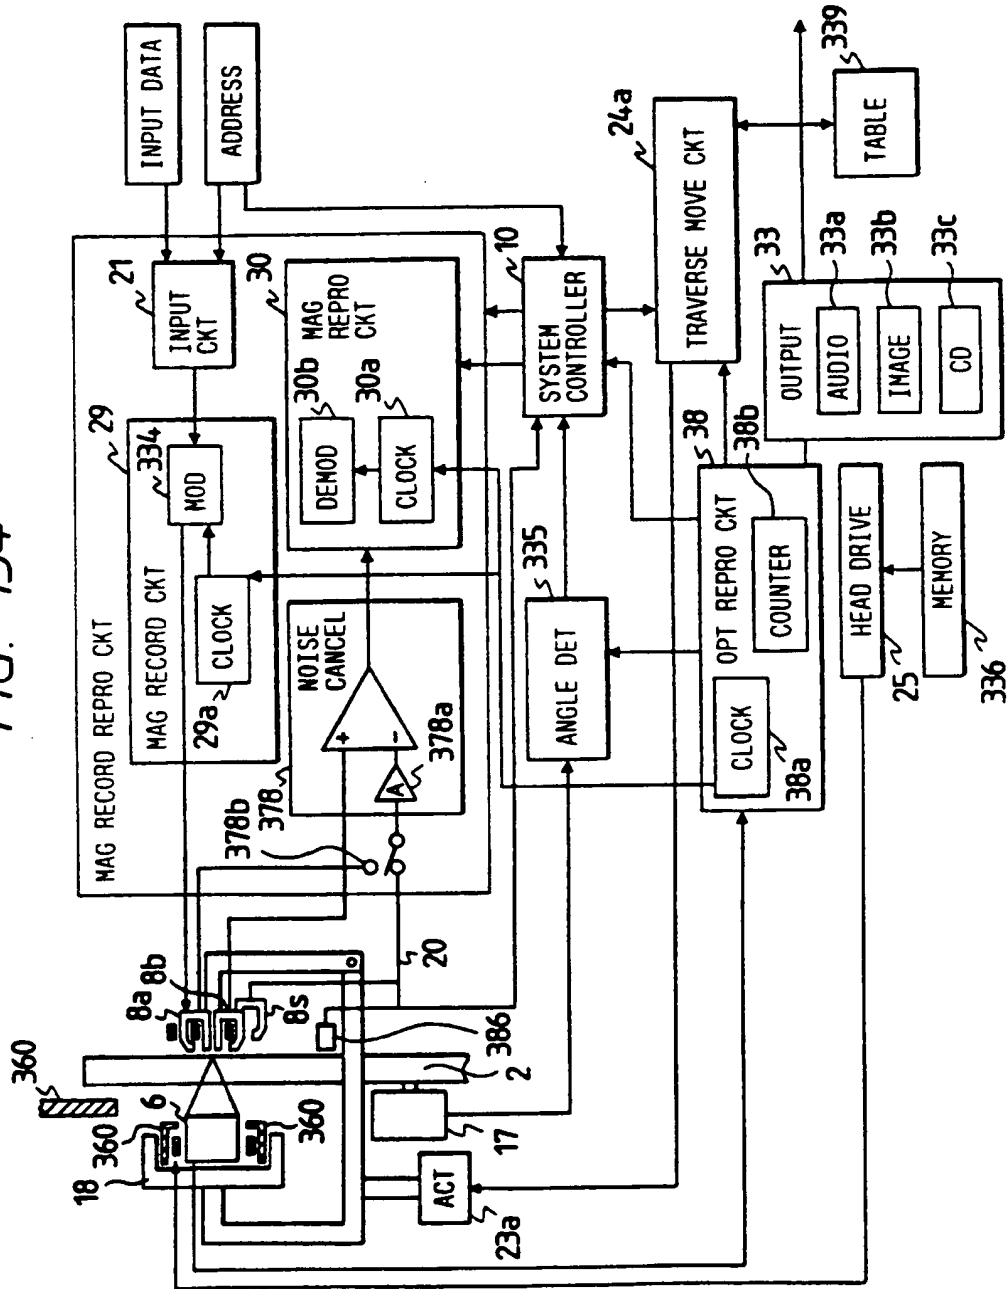 INPUT DATA
ADDRESS
MAG RECORD REPRO CKT
21
INPUT CKT
29
334
MAG RECORD CKT
MOD
CLOCK
29a
30
MAG REPRO CKT
30b
DEMOD
30a
CLOCK
NOISE CANCEL
378
378a
378b
+
-
A
10
SYSTEM CONTROLLER
24a
TRAVERSE MOVE CKT
339
TABLE
335
ANGLE DET
38
OPT REPRO CKT
38b
COUNTER
CLOCK
38a
33
OUTPUT
33a
AUDIO
33b
IMAGE
33c
CD
HEAD DRIVE
25
MEMORY
336
360
6
360
360
18
8a
8b
8s
20
386
2
17
ACT
23a